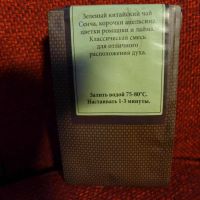 Зеленый китайский чай
Сенча, корочки апельсина,
цветки ромашки и лайма.
Классическая смесь
для отличного
расположения духа.
Залить водой 75-80°С.
Настаивать 1-3 минуты.